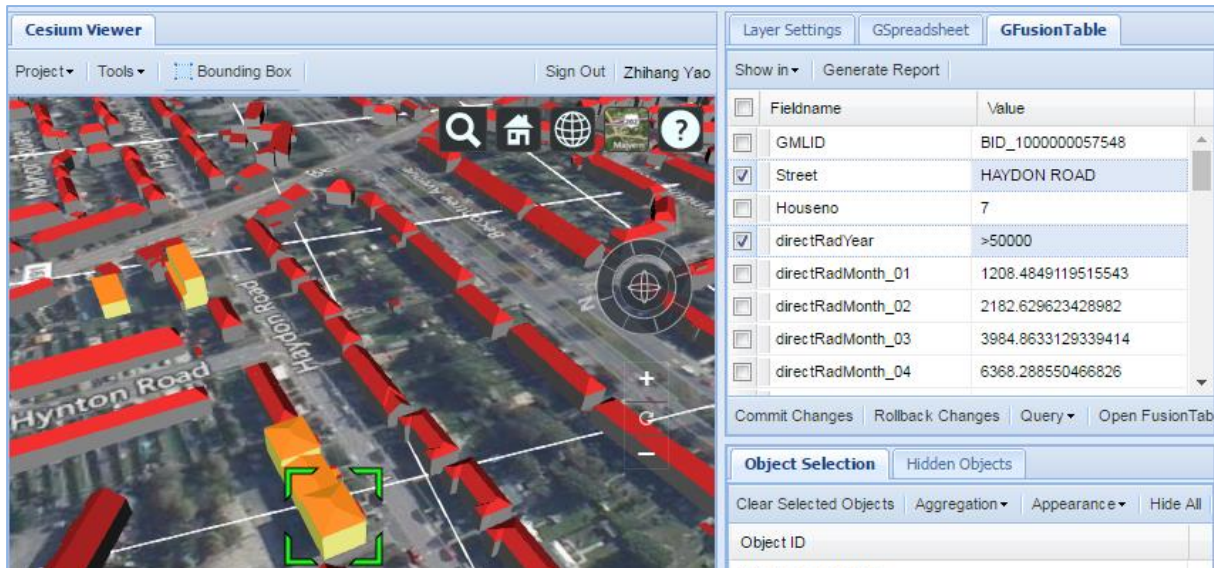 Cesium Viewer
Project Tools Bounding Box Sign Out Zhihang Yao
Malvern
Haydon Road
Hynton Road
N
+
−
?
Layer Settings GSpreadsheet GFusionTable
Show in Generate Report
Fieldname Value
GMLID BID_1000000057548
Street HAYDON ROAD
Houseno 7
directRadYear >50000
directRadMonth_01 1208.4849119515543
directRadMonth_02 2182.629623428982
directRadMonth_03 3984.8633129339414
directRadMonth_04 6368.288550466826
Commit Changes Rollback Changes Query Open FusionTab
Object Selection Hidden Objects
Clear Selected Objects Aggregation Appearance Hide All
Object ID